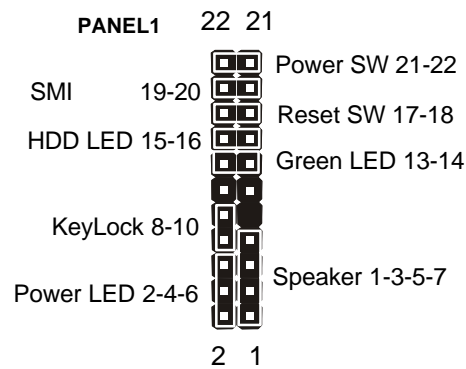 PANEL1 22 21
Power SW 21-22
SMI 19-20
Reset SW 17-18
HDD LED 15-16
Green LED 13-14
KeyLock 8-10
Speaker 1-3-5-7
Power LED 2-4-6
2 1